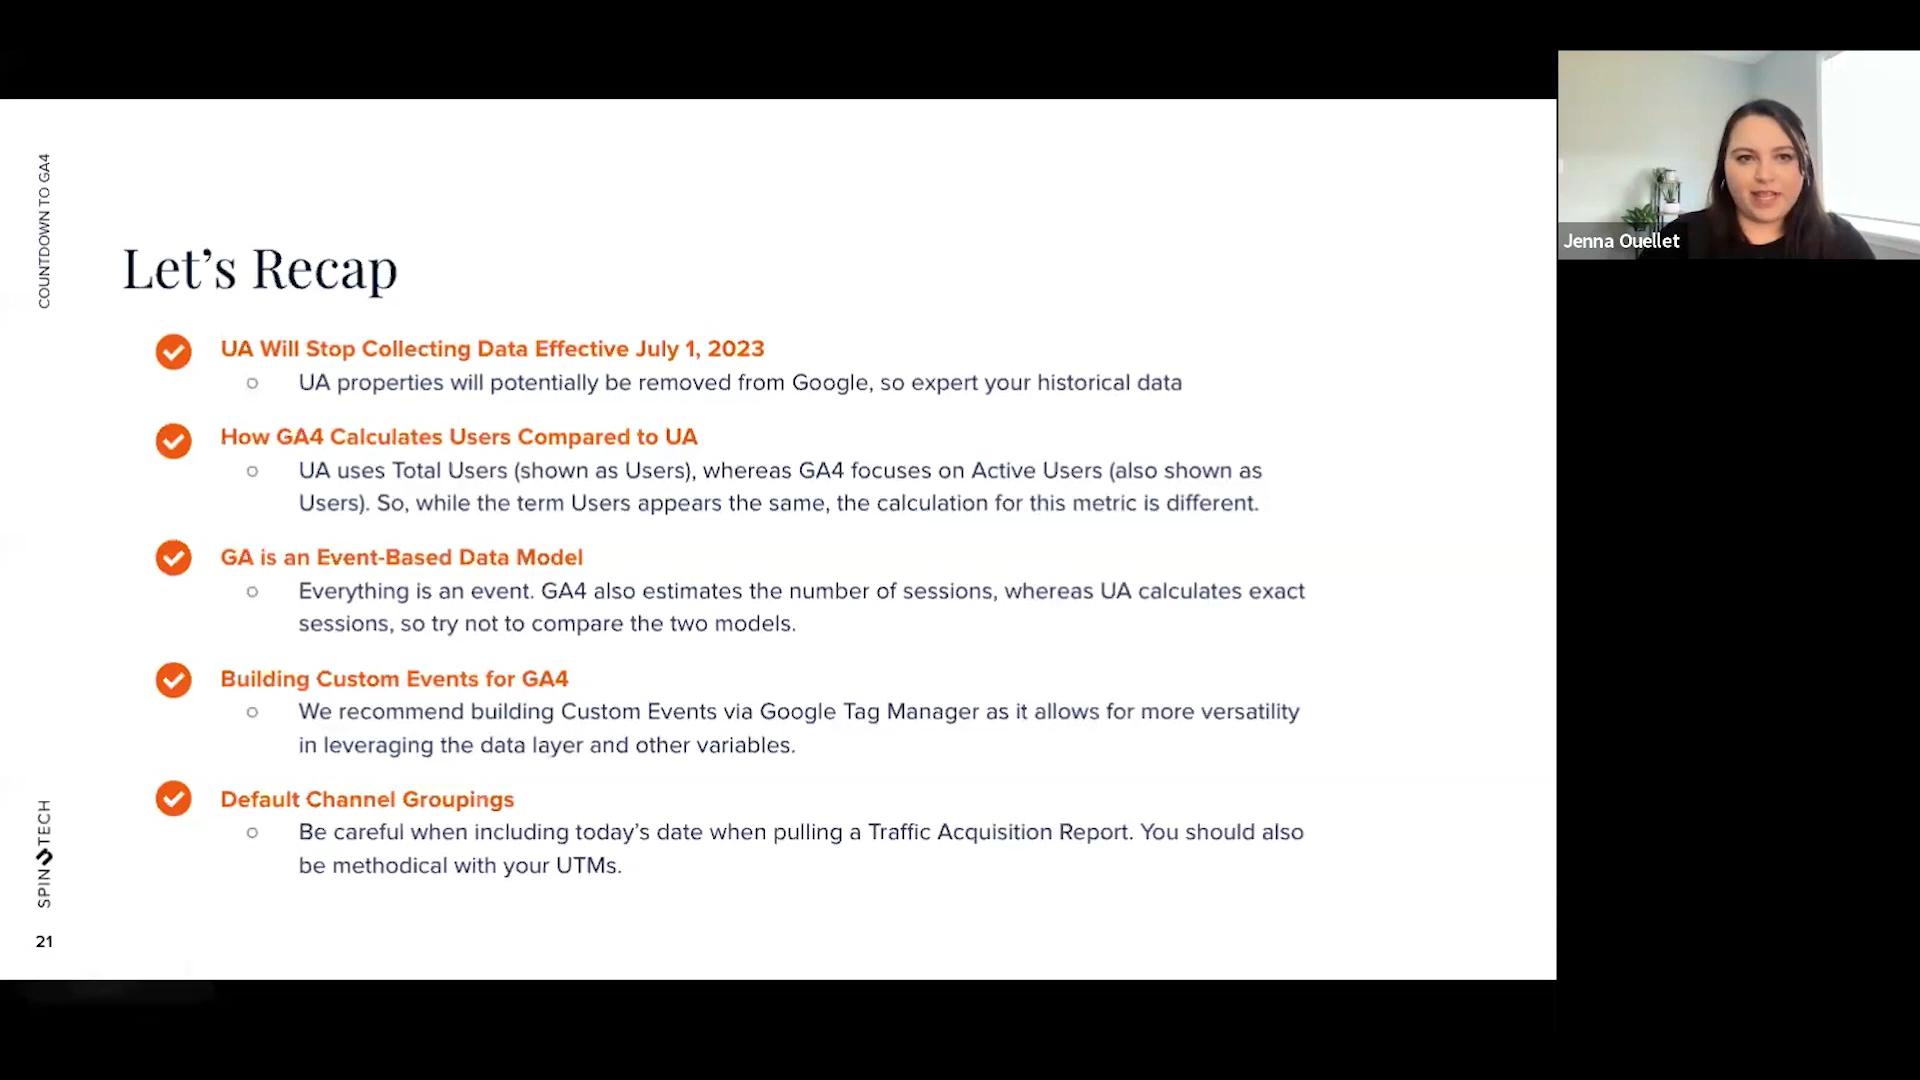 COUNTDOWN TO GA4
Let's Recap
UA Will Stop Collecting Data Effective July 1, 2023
UA properties will potentially be removed from Google, so expert your historical data
How GA4 Calculates Users Compared to UA
UA uses Total Users (shown as Users), whereas GA4 focuses on Active Users (also shown as
Users). So, while the term Users appears the same, the calculation for this metric is different.
GA is an Event-Based Data Model
Everything is an event. GA4 also estimates the number of sessions, whereas UA calculates exact
sessions, so try not to compare the two models.
Building Custom Events for GA4
We recommend building Custom Events via Google Tag Manager as it allows for more versatility
in leveraging the data layer and other variables.
Default Channel Groupings
Be careful when including today's date when pulling a Traffic Acquisition Report. You should also
be methodical with your UTMs.
SPINTECH
21
Jenna Ouellet